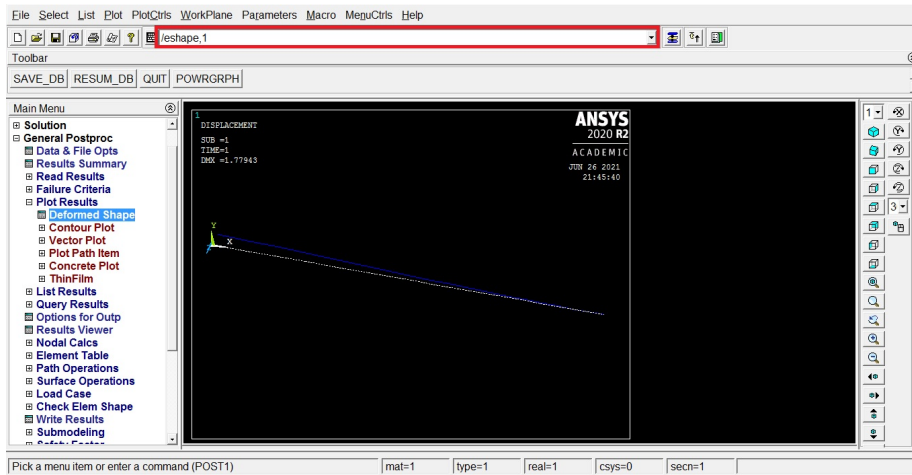 File Select List Plot PlotCtrls WorkPlane Parameters Macro MenuCtrls Help
/eshape,1
Toolbar
SAVE_DB RESUM_DB QUIT POWRGRPH
Main Menu
Solution
General Postproc
Data & File Opts
Results Summary
Read Results
Failure Criteria
Plot Results
Deformed Shape
Contour Plot
Vector Plot
Plot Path Item
Concrete Plot
ThinFilm
List Results
Query Results
Options for Outp
Results Viewer
Nodal Calcs
Element Table
Path Operations
Surface Operations
Load Case
Check Elem Shape
Write Results
Submodeling
Safety Factor
1
DISPLACEMENT
SUB =1
TIME=1
DMX =1.77943
ANSYS
2020 R2
ACADEMIC
JUN 26 2021
21:45:40
Y
X
1
3
Pick a menu item or enter a command (POST1) mat=1 type=1 real=1 csys=0 secn=1